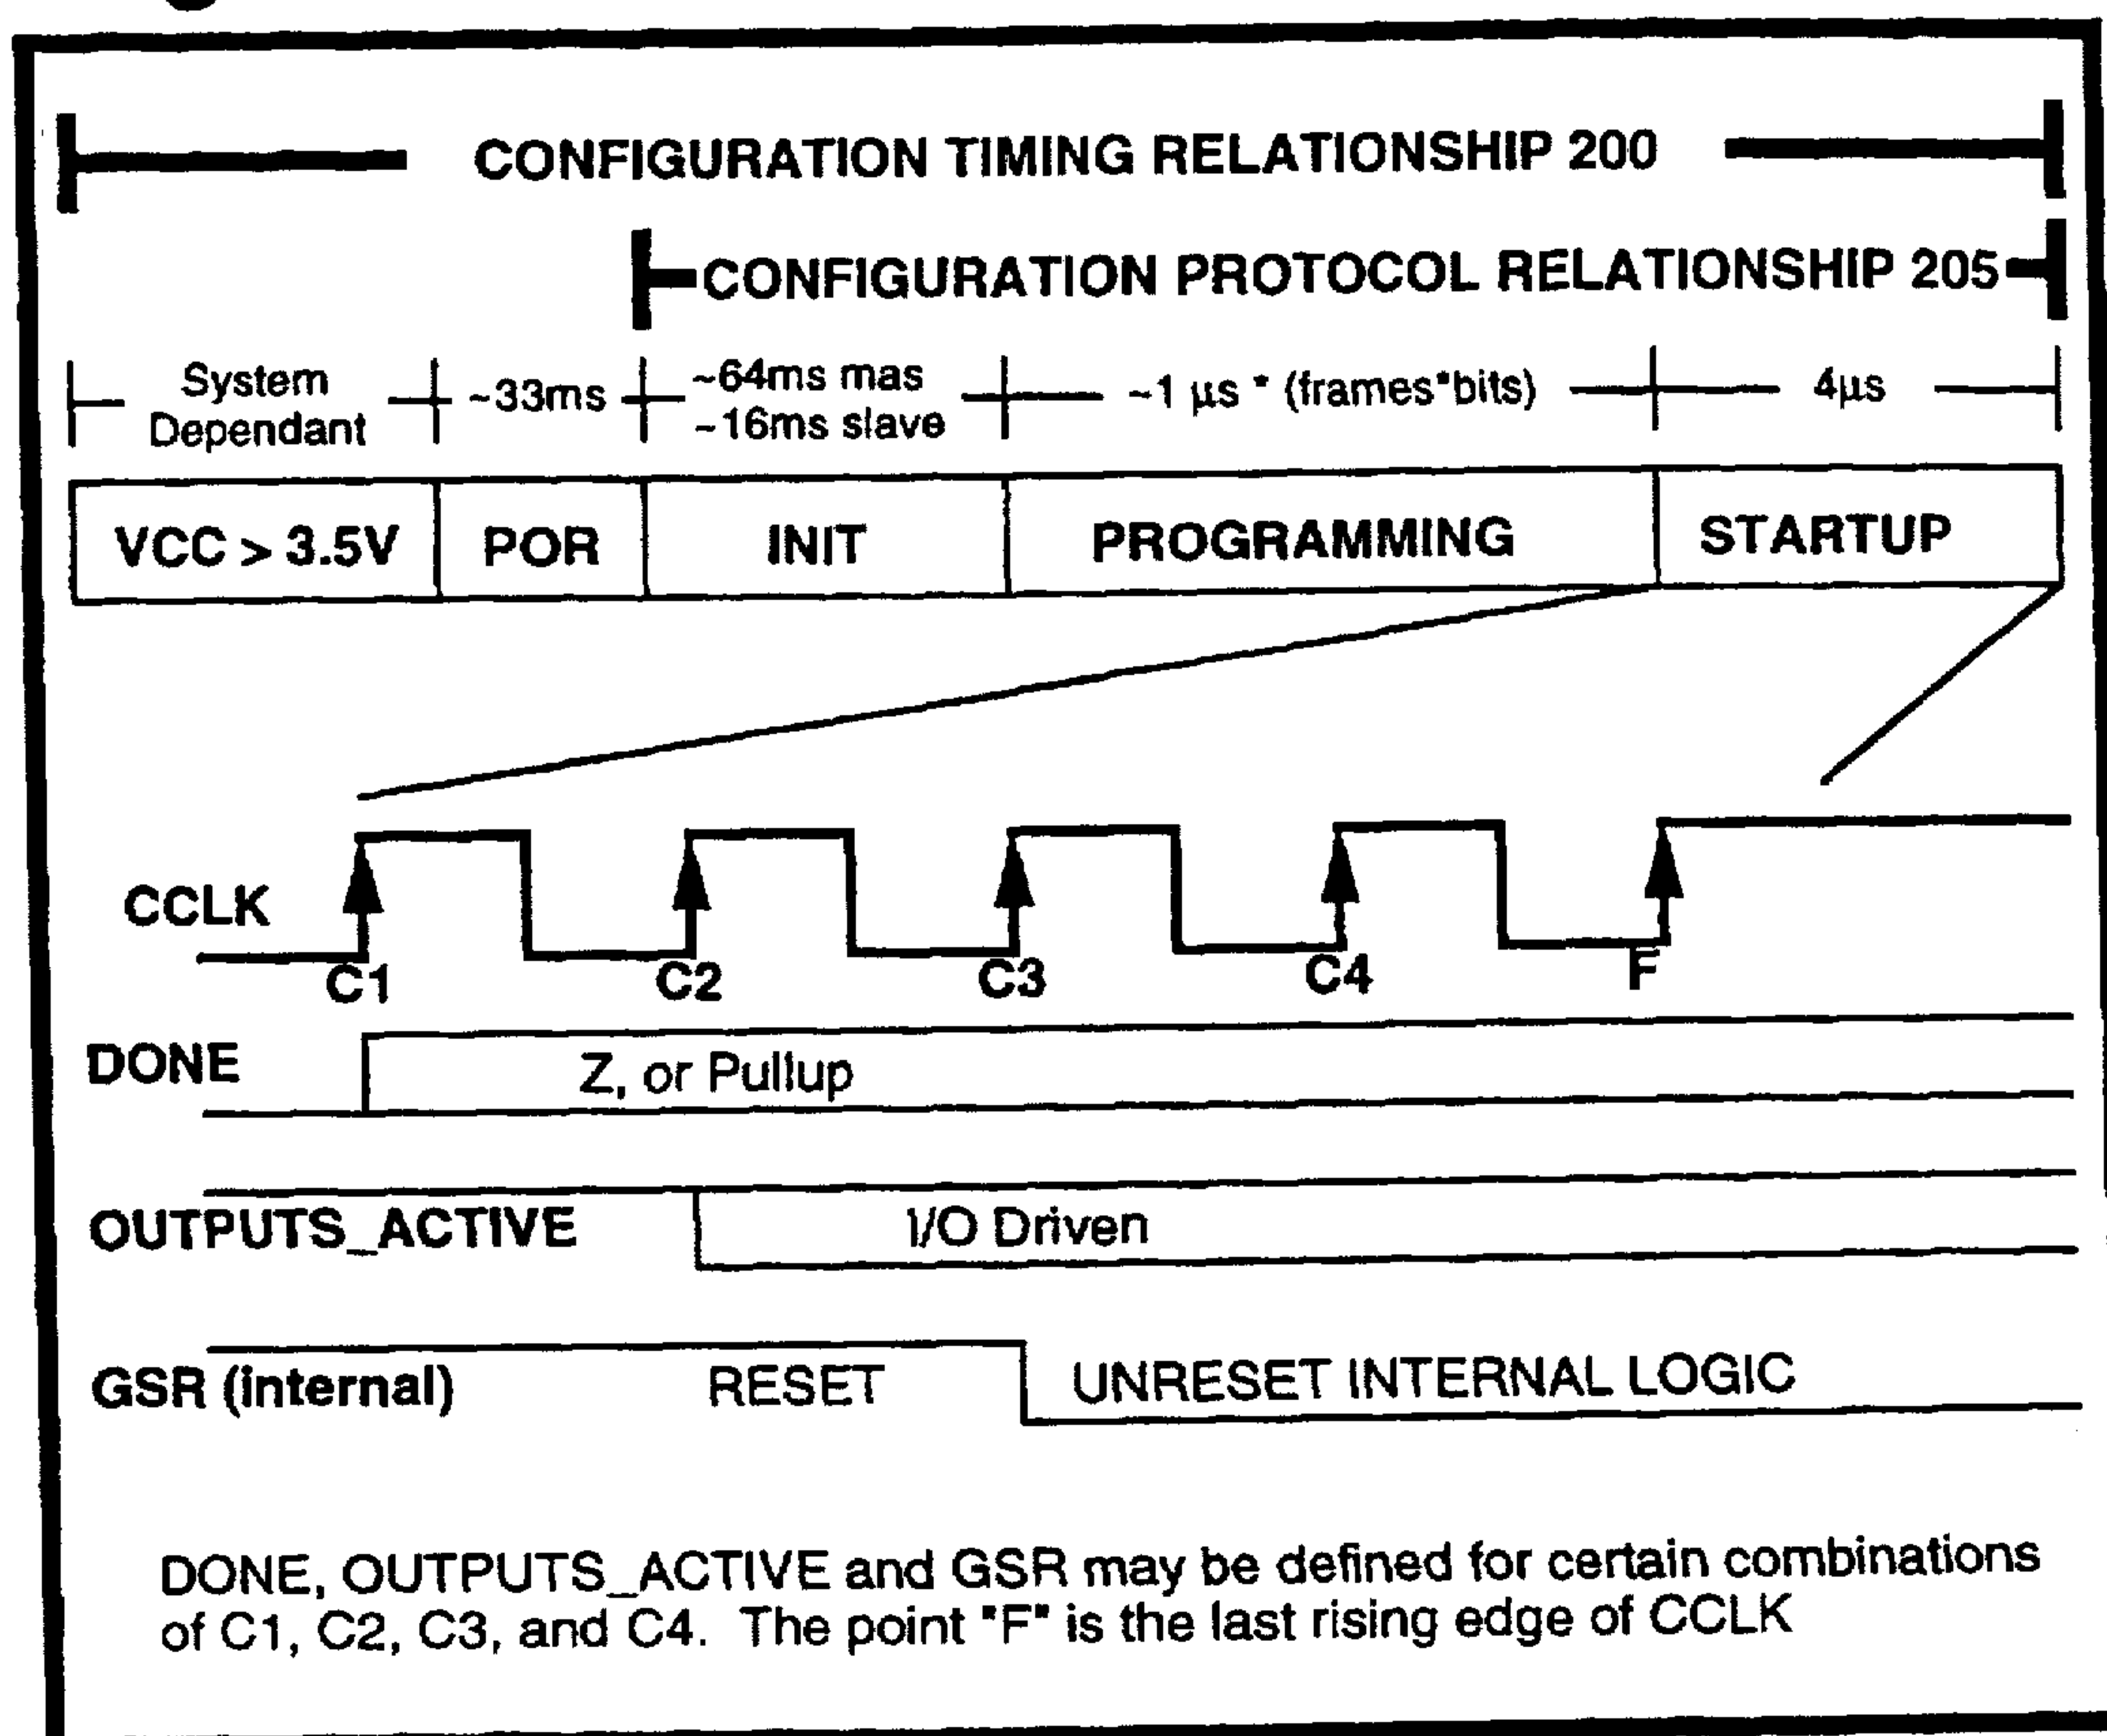 CONFIGURATION TIMING RELATIONSHIP 200
CONFIGURATION PROTOCOL RELATIONSHIP 205
System
Dependant
~33ms
~64ms mas
~16ms slave
~1 µs * (frames*bits)
4µs
VCC > 3.5V
POR
INIT
PROGRAMMING
STARTUP
CCLK
C1
C2
C3
C4
F
DONE
Z, or Pullup
OUTPUTS_ACTIVE
I/O Driven
GSR (internal)
RESET
UNRESET INTERNAL LOGIC
DONE, OUTPUTS_ACTIVE and GSR may be defined for certain combinations
of C1, C2, C3, and C4. The point "F" is the last rising edge of CCLK